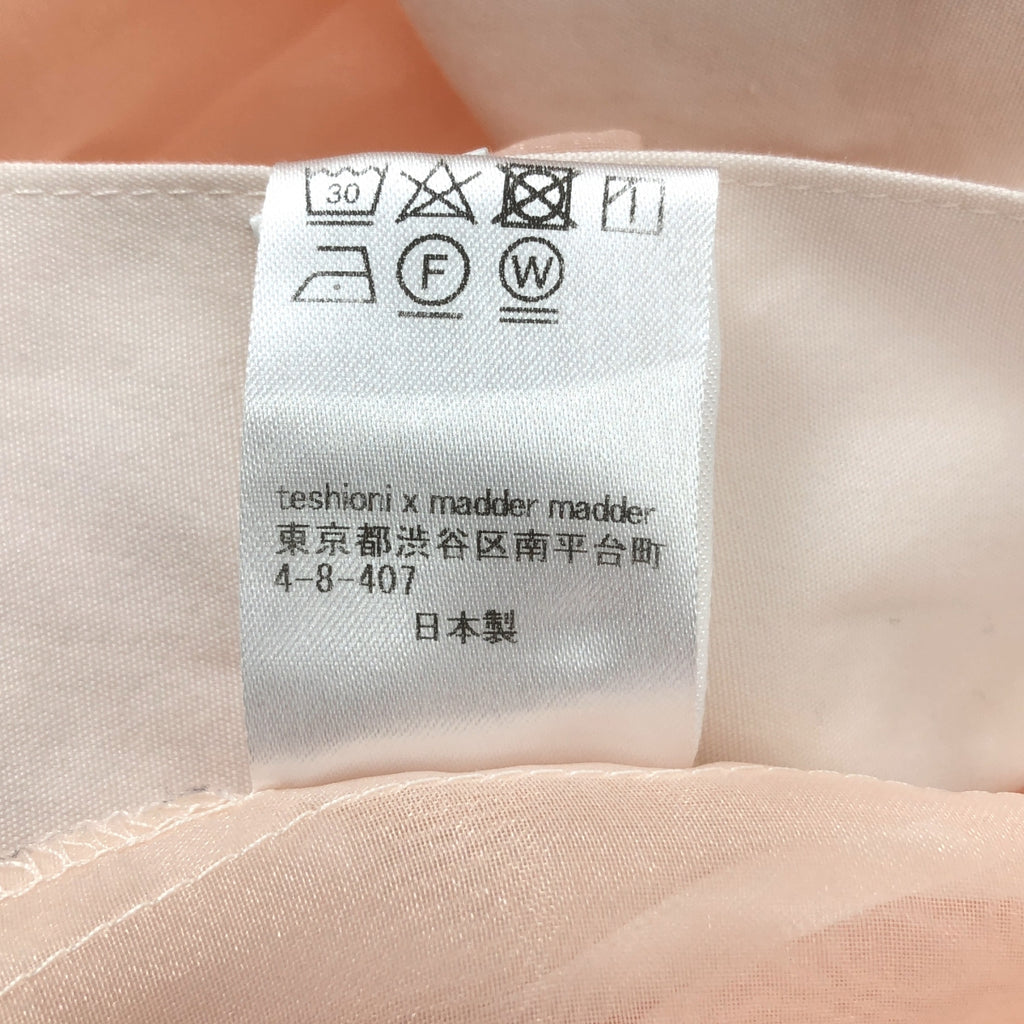 30
F W
teshioni x madder madder
東京都渋谷区南平台町
4-8-407
日本製